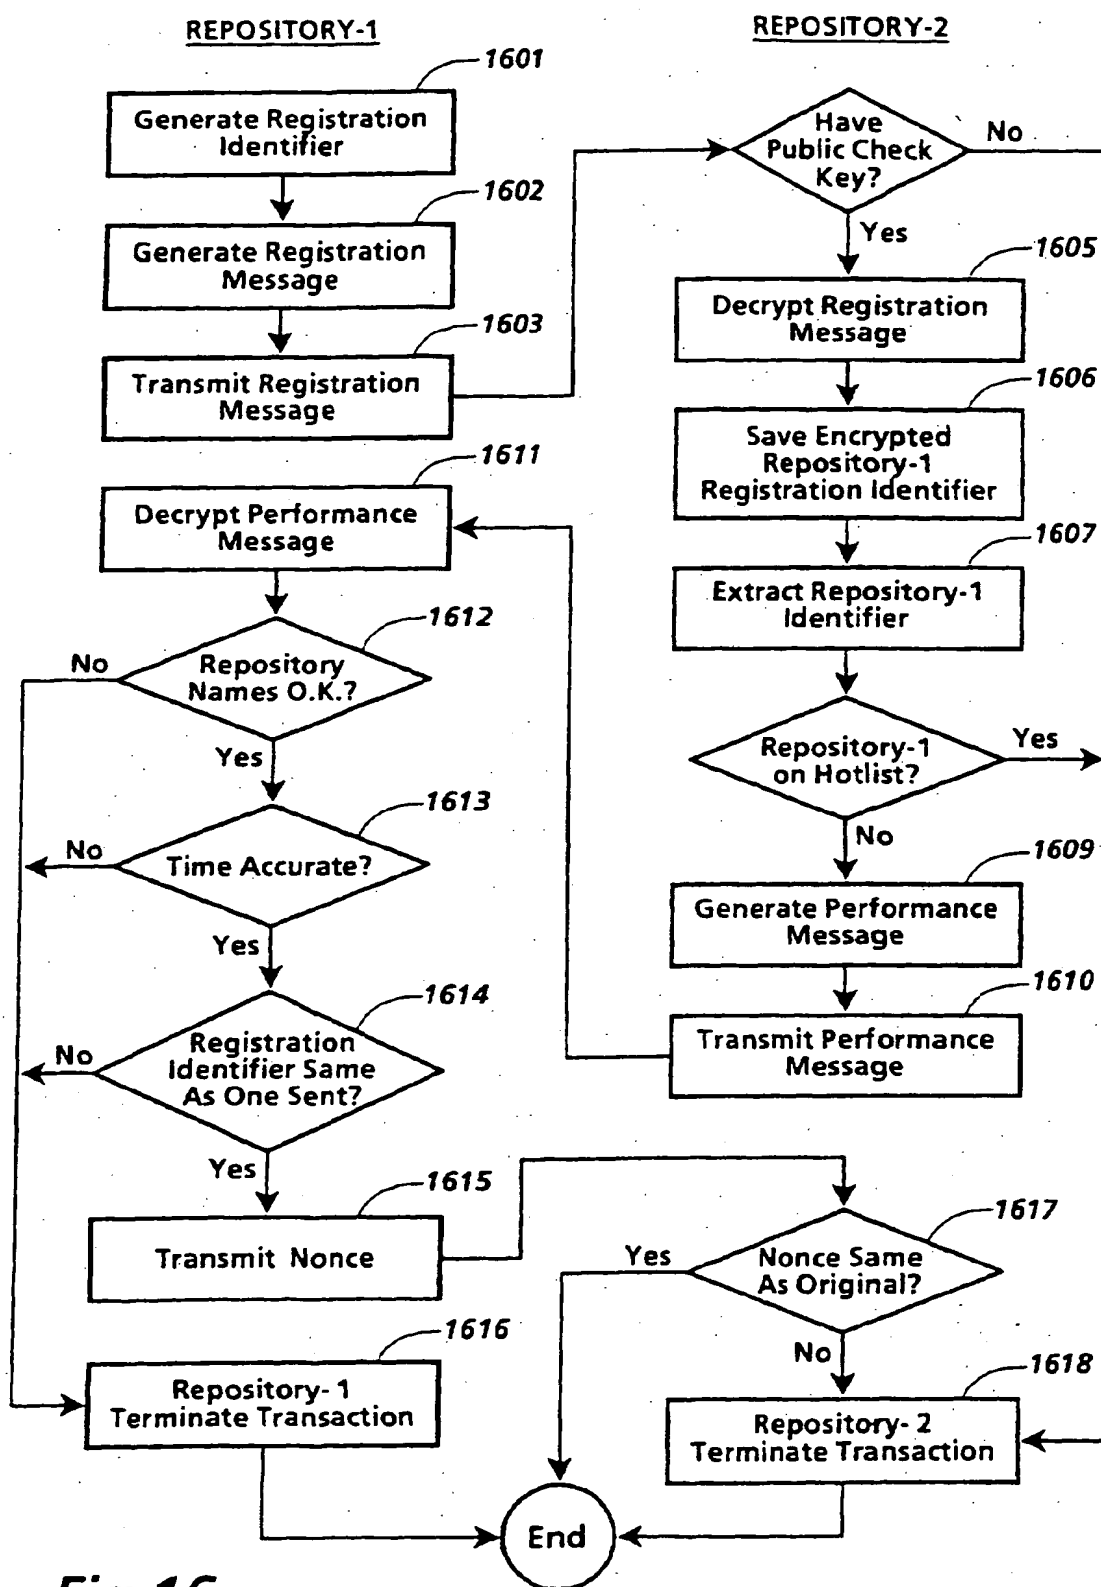 REPOSITORY-1
1601
Generate Registration
Identifier
1602
Generate Registration
Message
1603
Transmit Registration
Message
1611
Decrypt Performance
Message
1612
No
Repository
Names O.K.?
Yes
1613
No
Time Accurate?
Yes
1614
No
Registration
Identifier Same
As One Sent?
Yes
1615
Transmit Nonce
1616
Repository- 1
Terminate Transaction
REPOSITORY-2
Have
Public Check
Key?
No
Yes
1605
Decrypt Registration
Message
1606
Save Encrypted
Repository-1
Registration Identifier
1607
Extract Repository-1
Identifier
Repository-1
on Hotlist?
Yes
No
1609
Generate Performance
Message
1610
Transmit Performance
Message
1617
Yes
Nonce Same
As Original?
No
1618
Repository- 2
Terminate Transaction
End
Fig.16